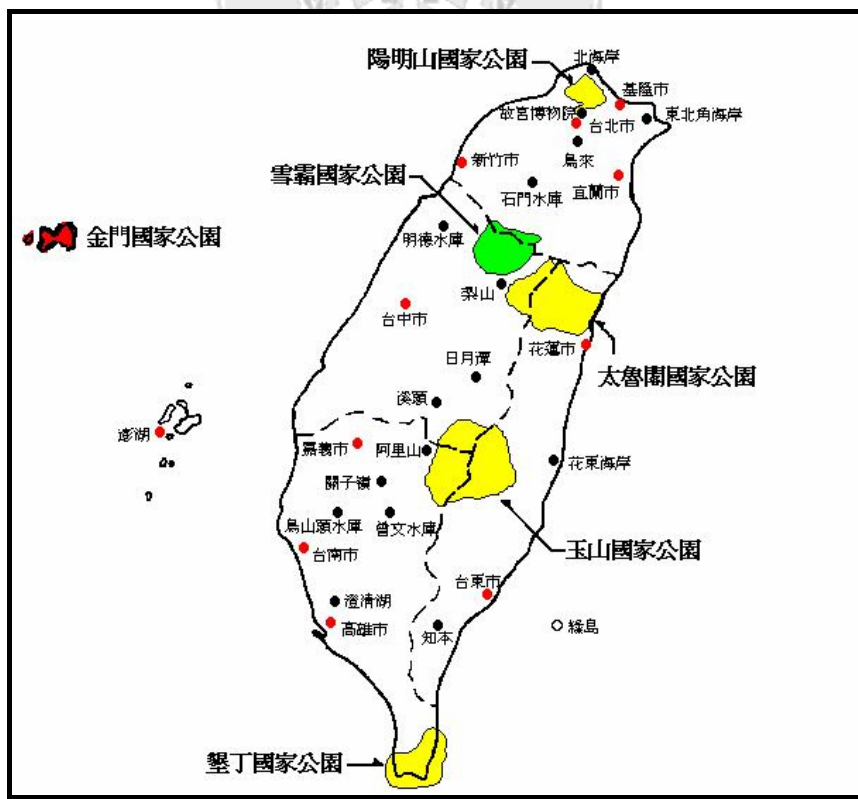 北海岸
陽明山國家公園
基隆市
故宮博物院
台北市
東北角海岸
烏來
新竹市
雪霸國家公園
石門水庫
宜蘭市
金門國家公園
明德水庫
梨山
台中市
花蓮市
日月潭
太魯閣國家公園
溪頭
澎湖
嘉義市
阿里山
花東海岸
關子嶺
烏山頭水庫
曾文水庫
台南市
玉山國家公園
台東市
澄清湖
高雄市
知本
綠島
墾丁國家公園